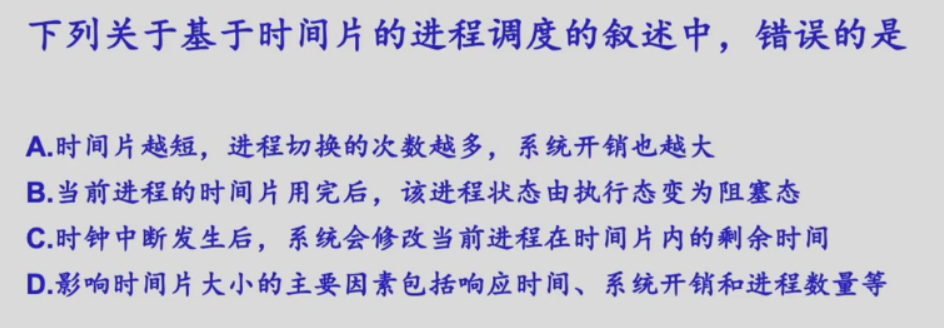 下列关于基于时间片的进程调度的叙述中，错误的是
A.时间片越短，进程切换的次数越多，系统开销也越大
B.当前进程的时间片用完后，该进程状态由执行态变为阻塞态
C.时钟中断发生后，系统会修改当前进程在时间片内的剩余时间
D.影响时间片大小的主要因素包括响应时间、系统开销和进程数量等